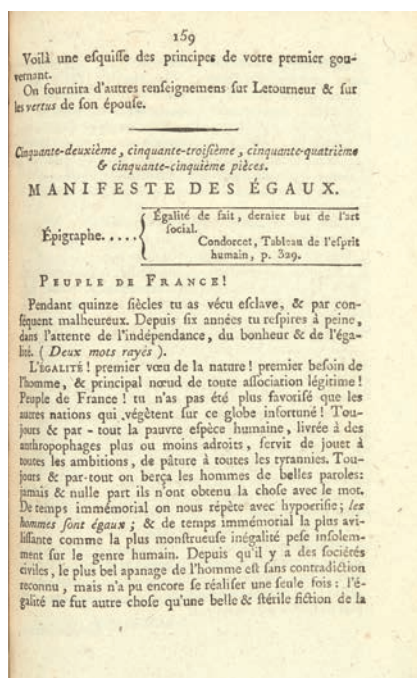 159
Voilà une eſquiſſe des principes de votre premier gou-
vernant.
On fournira d'autres renſeignemens ſur Letourneur & ſur
les vertus de ſon épouſe.
Cinquante-deuxième, cinquante-troiſième, cinquante-quatrième
& cinquante-cinquième pièces.
MANIFESTE DES ÉGAUX.
Épigraphe.....
Égalité de fait, dernier but de l'art
ſocial.
Condorcet, Tableau de l'eſprit
humain, p. 329.
PEUPLE DE FRANCE!
Pendant quinze ſiècles tu as vécu eſclave, & par con-
ſéquent malheureux. Depuis ſix années tu reſpires à peine,
dans l'attente de l'indépendance, du bonheur & de l'éga-
lité. ( Deux mots rayés ).
L'ÉGALITÉ! premier vœu de la nature! premier beſoin de
l'homme, & principal nœud de toute aſſociation légitime!
Peuple de France! tu n'as pas été plus favoriſé que les
autres nations qui végètent ſur ce globe infortuné! Tou-
jours & par-tout la pauvre eſpèce humaine, livrée à des
anthropophages plus ou moins adroits, ſervit de jouet à
toutes les ambitions, de pâture à toutes les tyrannies. Tou-
jours & par-tout on berça les hommes de belles paroles:
jamais & nulle part ils n'ont obtenu la choſe avec le mot.
De temps immémorial on nous répète avec hypocriſie; les
hommes ſont égaux; & de temps immémorial la plus avi-
liſſante comme la plus monſtrueuſe inégalité peſe inſolem-
ment ſur le genre humain. Depuis qu'il y a des ſociétés
civiles, le plus bel apanage de l'homme eſt ſans contradiction
reconnu, mais n'a pu encore ſe réaliſer une ſeule fois: l'é-
galité ne fut autre choſe qu'une belle & ſtérile fiction de la